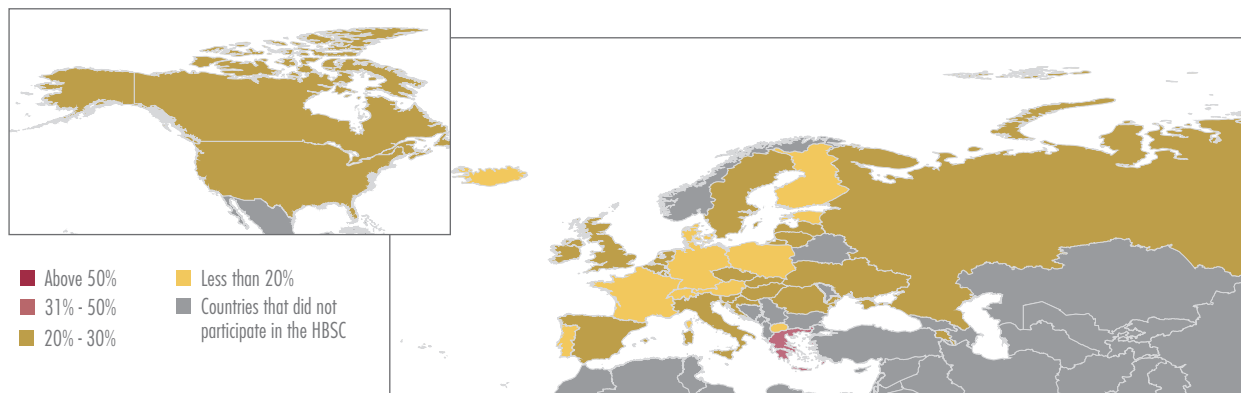 Above 50%
31% - 50%
20% - 30%
Less than 20%
Countries that did not
participate in the HBSC